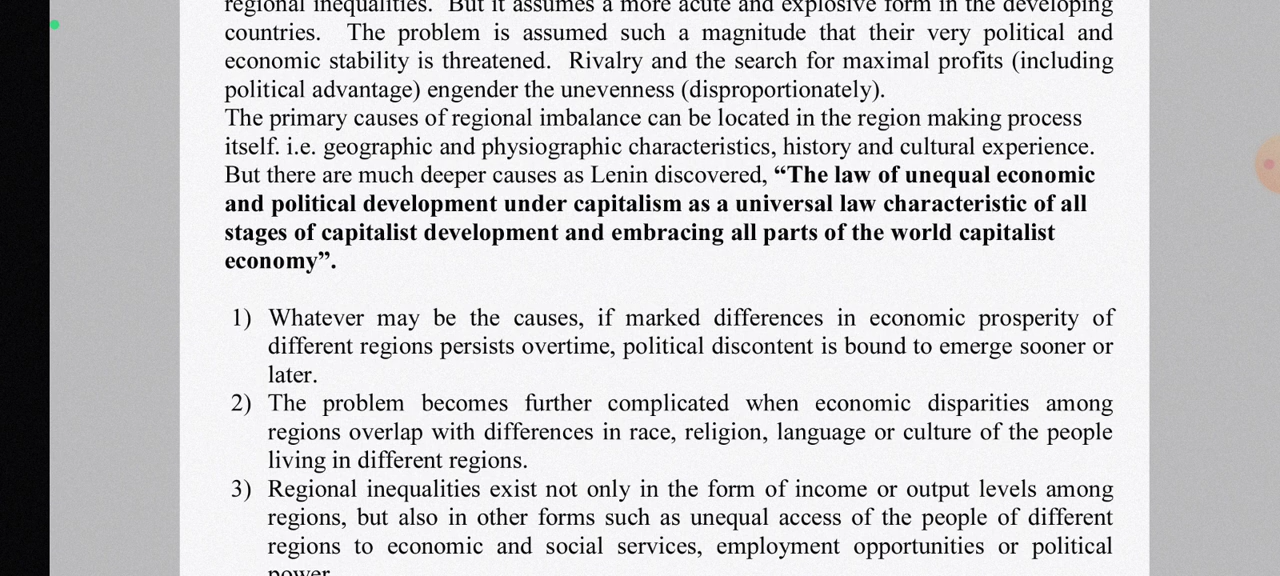 regional inequalities. But it assumes a more acute and explosive form in the developing
countries. The problem is assumed such a magnitude that their very political and
economic stability is threatened. Rivalry and the search for maximal profits (including
political advantage) engender the unevenness (disproportionately).
The primary causes of regional imbalance can be located in the region making process
itself. i.e. geographic and physiographic characteristics, history and cultural experience.
But there are much deeper causes as Lenin discovered, “The law of unequal economic
and political development under capitalism as a universal law characteristic of all
stages of capitalist development and embracing all parts of the world capitalist
economy”.
1) Whatever may be the causes, if marked differences in economic prosperity of
different regions persists overtime, political discontent is bound to emerge sooner or
later.
2) The problem becomes further complicated when economic disparities among
regions overlap with differences in race, religion, language or culture of the people
living in different regions.
3) Regional inequalities exist not only in the form of income or output levels among
regions, but also in other forms such as unequal access of the people of different
regions to economic and social services, employment opportunities or political
power.